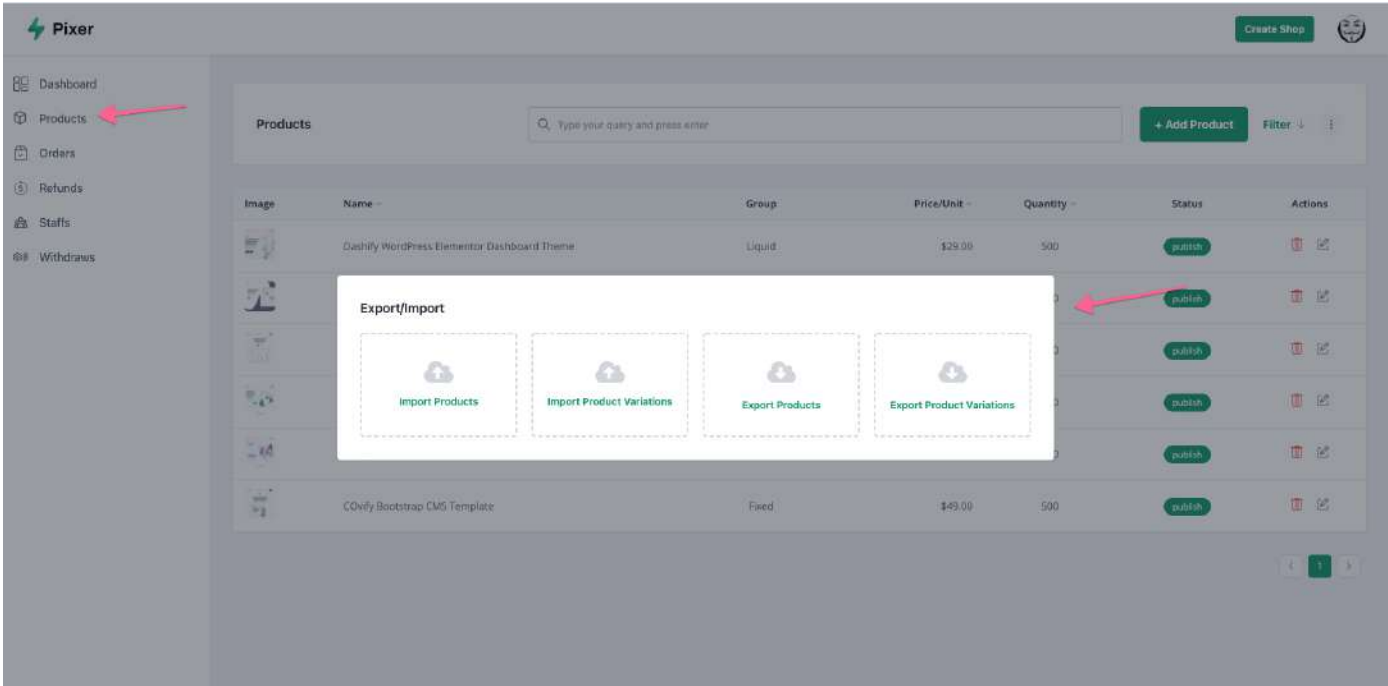 Pixer
Create Shop
Dashboard
Products
Orders
Refunds
Staffs
Withdraws
Products
Type your query and press enter
+ Add Product
Filter
Image Name Group Price/Unit Quantity Status Actions
Dashify WordPress Elementor Dashboard Theme Liquid $29.00 500 publish
publish
publish
publish
publish
Export/Import
Import Products
Import Product Variations
Export Products
Export Product Variations
COvify Bootstrap CMS Template Fixed $49.00 500 publish
1